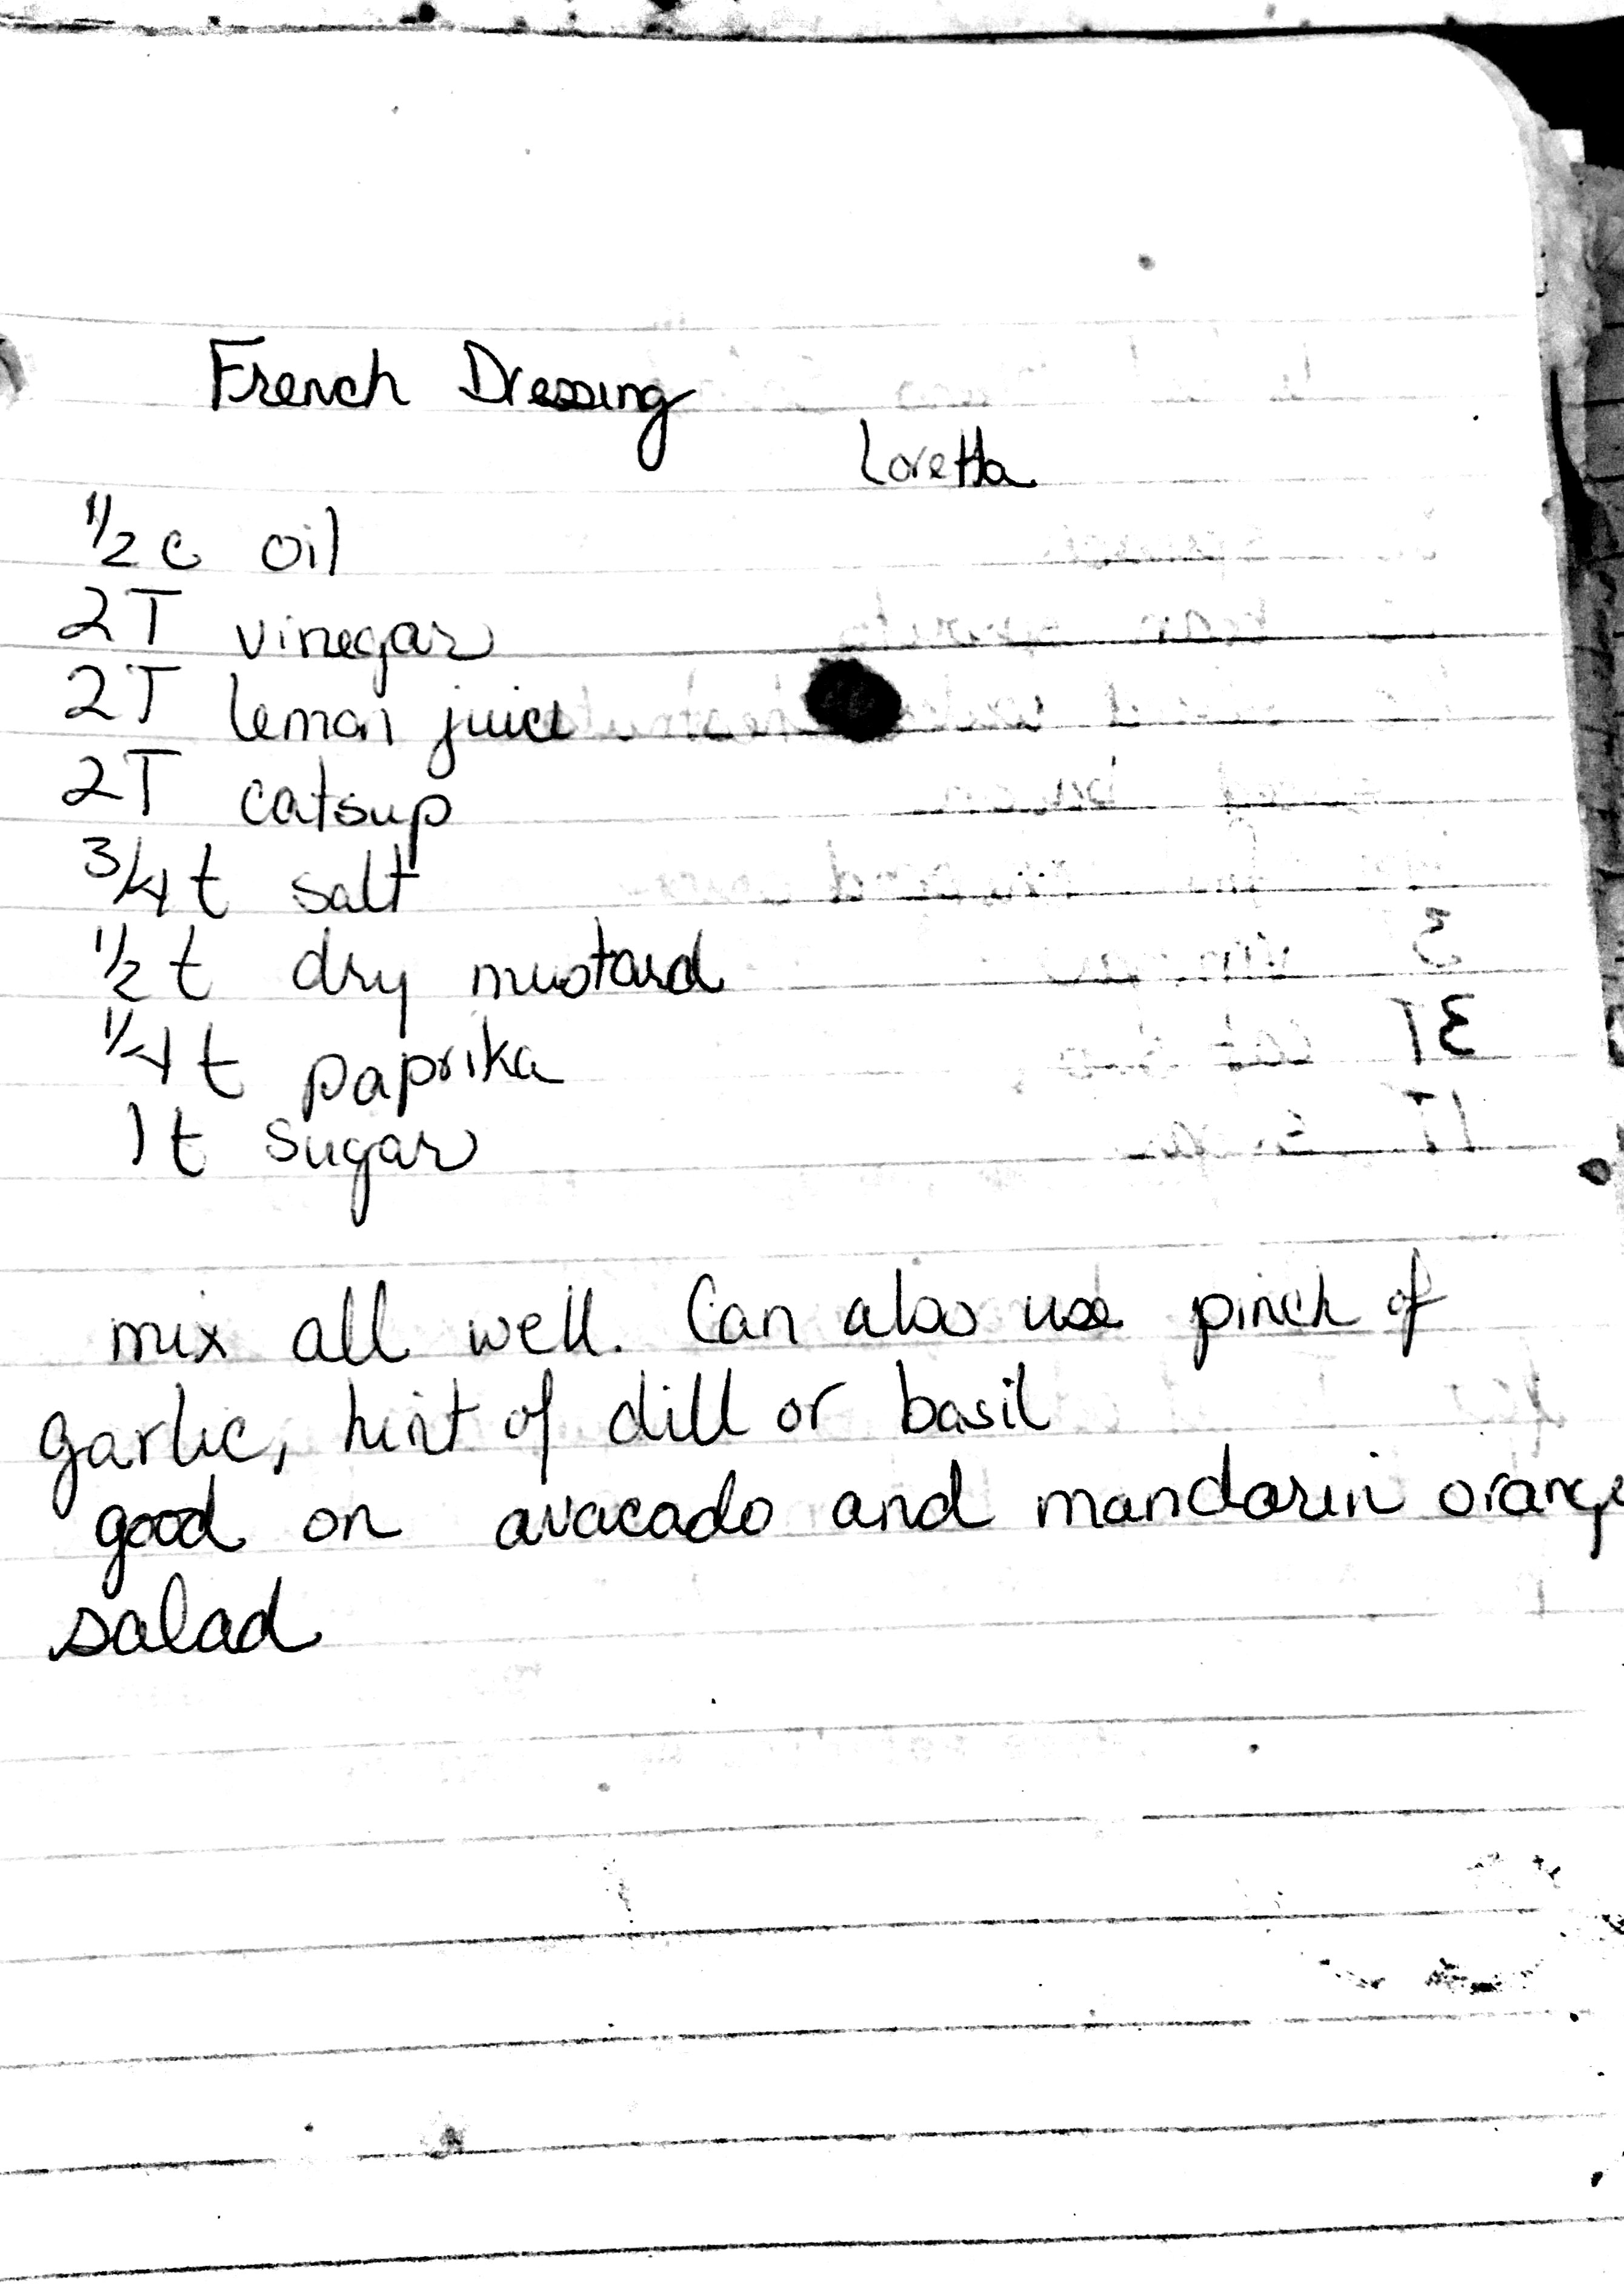 French Dressing
Loretta
1/2 c oil
2T vinegar
2T lemon juice
2T catsup
3/4 t salt
1/2 t dry mustard
1/4 t paprika
1t sugar
mix all well. Can also use pinch of
garlic, hint of dill or basil
good on avacado and mandarin orange
salad